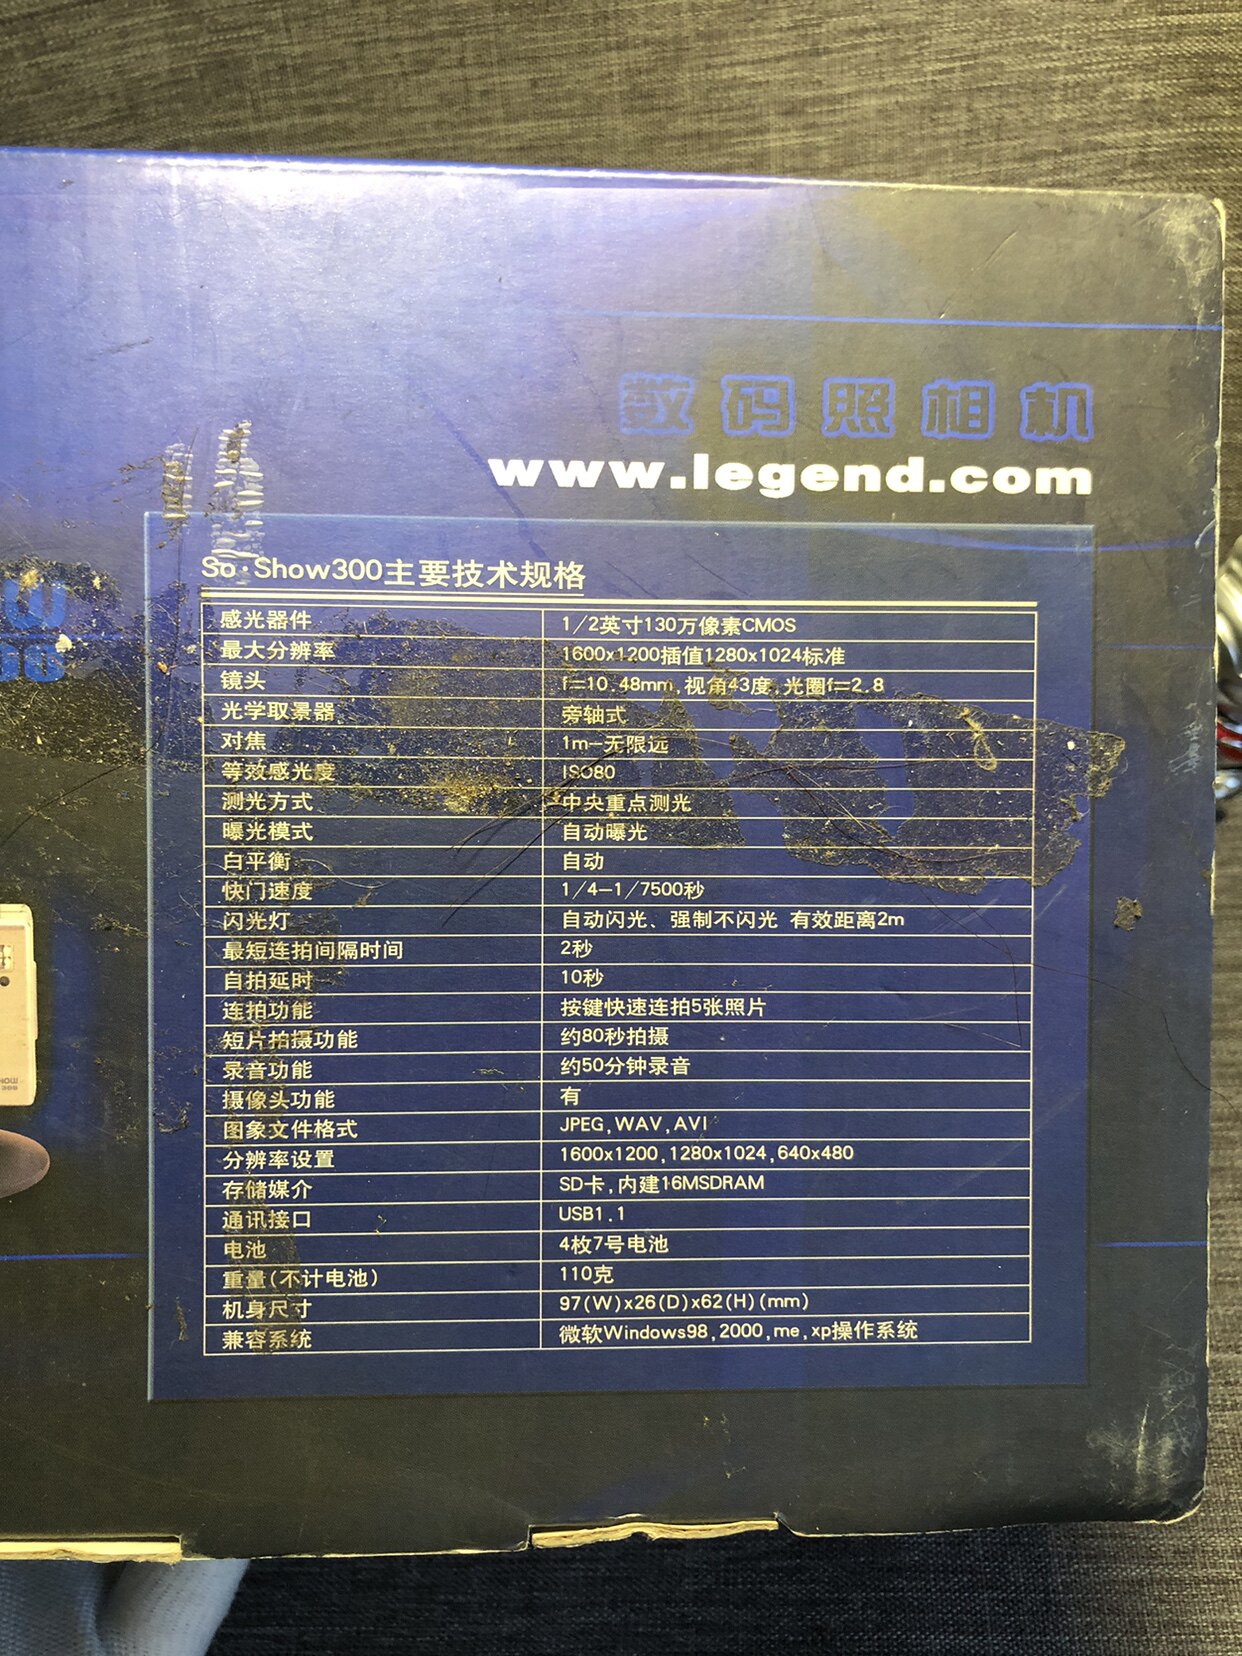 数码照相机
www.legend.com
So·Show300主要技术规格
感光器件 1/2英寸130万像素CMOS
最大分辨率 1600x1200插值1280x1024标准
镜头 f=10.48mm,视角43度,光圈f=2.8
光学取景器 旁轴式
对焦 1m-无限远
等效感光度 ISO80
测光方式 中央重点测光
曝光模式 自动曝光
白平衡 自动
快门速度 1/4-1/7500秒
闪光灯 自动闪光、强制不闪光 有效距离2m
最短连拍间隔时间 2秒
自拍延时 10秒
连拍功能 按键快速连拍5张照片
短片拍摄功能 约80秒拍摄
录音功能 约50分钟录音
摄像头功能 有
图象文件格式 JPEG,WAV,AVI
分辨率设置 1600x1200,1280x1024,640x480
存储媒介 SD卡,内建16MSDRAM
通讯接口 USB1.1
电池 4枚7号电池
重量(不计电池) 110克
机身尺寸 97(W)x26(D)x62(H)(mm)
兼容系统 微软Windows98,2000,me,xp操作系统